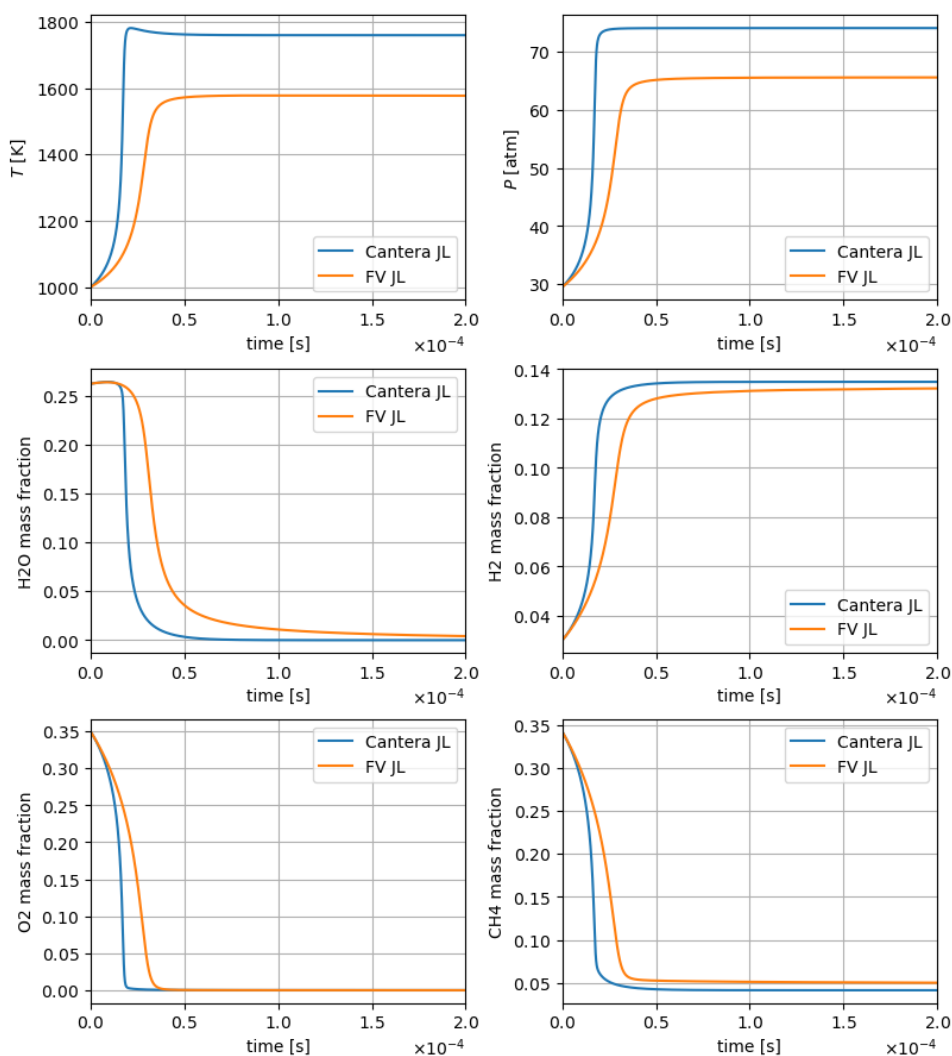 T [K]
1800
1600
1400
1200
1000
Cantera JL
FV JL
0.0 0.5 1.0 1.5 2.0
time [s] ×10⁻⁴
P [atm]
70
60
50
40
30
Cantera JL
FV JL
0.0 0.5 1.0 1.5 2.0
time [s] ×10⁻⁴
H2O mass fraction
0.25
0.20
0.15
0.10
0.05
0.00
Cantera JL
FV JL
0.0 0.5 1.0 1.5 2.0
time [s] ×10⁻⁴
H2 mass fraction
0.14
0.12
0.10
0.08
0.06
0.04
Cantera JL
FV JL
0.0 0.5 1.0 1.5 2.0
time [s] ×10⁻⁴
O2 mass fraction
0.35
0.30
0.25
0.20
0.15
0.10
0.05
0.00
Cantera JL
FV JL
0.0 0.5 1.0 1.5 2.0
time [s] ×10⁻⁴
CH4 mass fraction
0.35
0.30
0.25
0.20
0.15
0.10
0.05
Cantera JL
FV JL
0.0 0.5 1.0 1.5 2.0
time [s] ×10⁻⁴